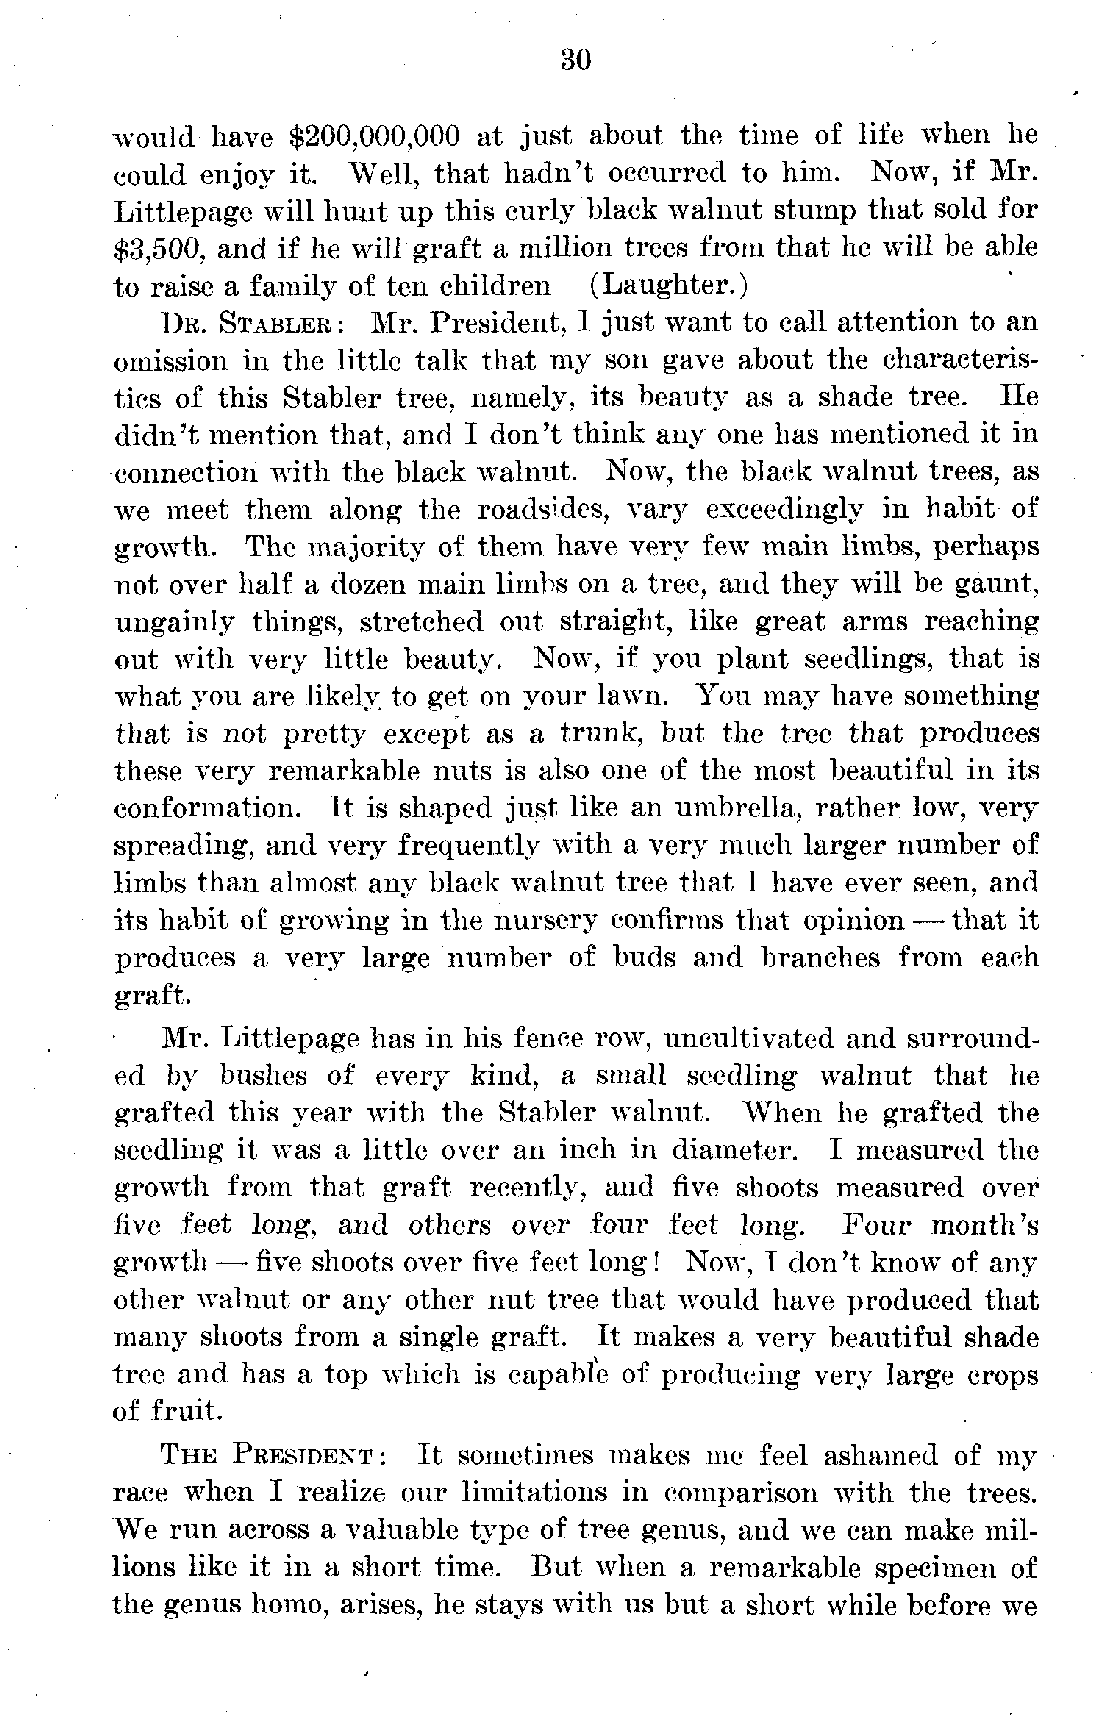 30
would have $200,000,000 at just about the time of life when he
could enjoy it. Well, that hadn't occurred to him. Now, if Mr.
Littlepage will hunt up this curly black walnut stump that sold for
$3,500, and if he will graft a million trees from that he will be able
to raise a family of ten children (Laughter.)
DR. STABLER: Mr. President, I just want to call attention to an
omission in the little talk that my son gave about the characteris-
tics of this Stabler tree, namely, its beauty as a shade tree. He
didn't mention that, and I don't think any one has mentioned it in
connection with the black walnut. Now, the black walnut trees, as
we meet them along the roadsides, vary exceedingly in habit of
growth. The majority of them have very few main limbs, perhaps
not over half a dozen main limbs on a tree, and they will be gaunt,
ungainly things, stretched out straight, like great arms reaching
out with very little beauty. Now, if you plant seedlings, that is
what you are likely to get on your lawn. You may have something
that is not pretty except as a trunk, but the tree that produces
these very remarkable nuts is also one of the most beautiful in its
conformation. It is shaped just like an umbrella, rather low, very
spreading, and very frequently with a very much larger number of
limbs than almost any black walnut tree that I have ever seen, and
its habit of growing in the nursery confirms that opinion — that it
produces a very large number of buds and branches from each
graft.
Mr. Littlepage has in his fence row, uncultivated and surround-
ed by bushes of every kind, a small seedling walnut that he
grafted this year with the Stabler walnut. When he grafted the
seedling it was a little over an inch in diameter. I measured the
growth from that graft recently, and five shoots measured over
five feet long, and others over four feet long. Four month's
growth — five shoots over five feet long! Now, I don't know of any
other walnut or any other nut tree that would have produced that
many shoots from a single graft. It makes a very beautiful shade
tree and has a top which is capable of producing very large crops
of fruit.
THE PRESIDENT: It sometimes makes me feel ashamed of my
race when I realize our limitations in comparison with the trees.
We run across a valuable type of tree genus, and we can make mil-
lions like it in a short time. But when a remarkable specimen of
the genus homo, arises, he stays with us but a short while before we